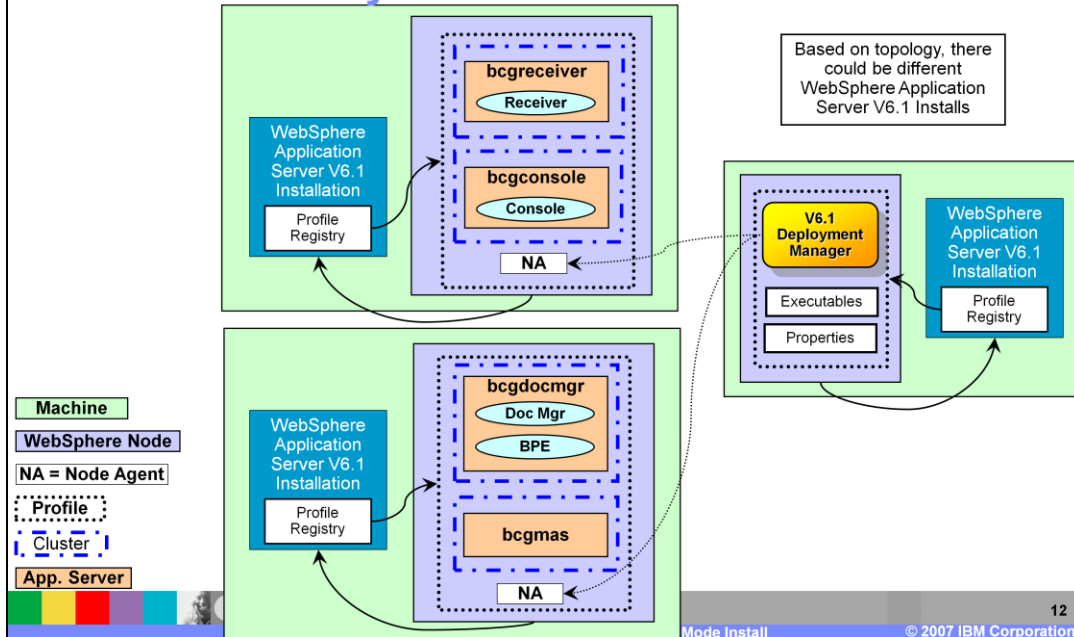 bcgreceiver
Receiver
WebSphere
Application
Server V6.1
Installation
Profile
Registry
bcgconsole
Console
NA
Based on topology, there
could be different
WebSphere Application
Server V6.1 Installs
V6.1
Deployment
Manager
Executables
Properties
WebSphere
Application
Server V6.1
Installation
Profile
Registry
bcgdocmgr
Doc Mgr
BPE
WebSphere
Application
Server V6.1
Installation
Profile
Registry
bcgmas
NA
Machine
WebSphere Node
NA = Node Agent
Profile
Cluster
App. Server
12
Mode Install
© 2007 IBM Corporation